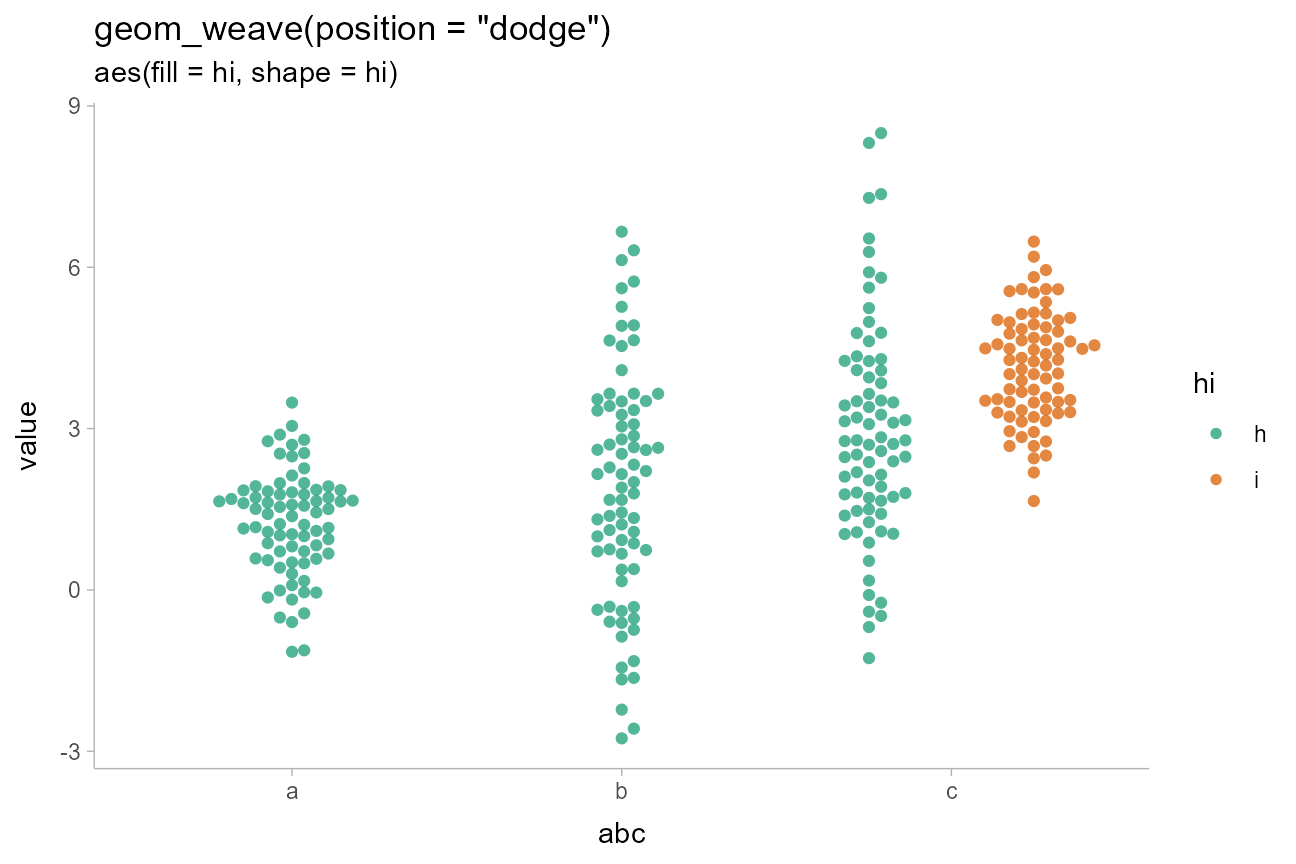 geom_weave(position = "dodge")
aes(fill = hi, shape = hi)
9
6
3
0
-3
value
a
b
c
abc
hi
h
i